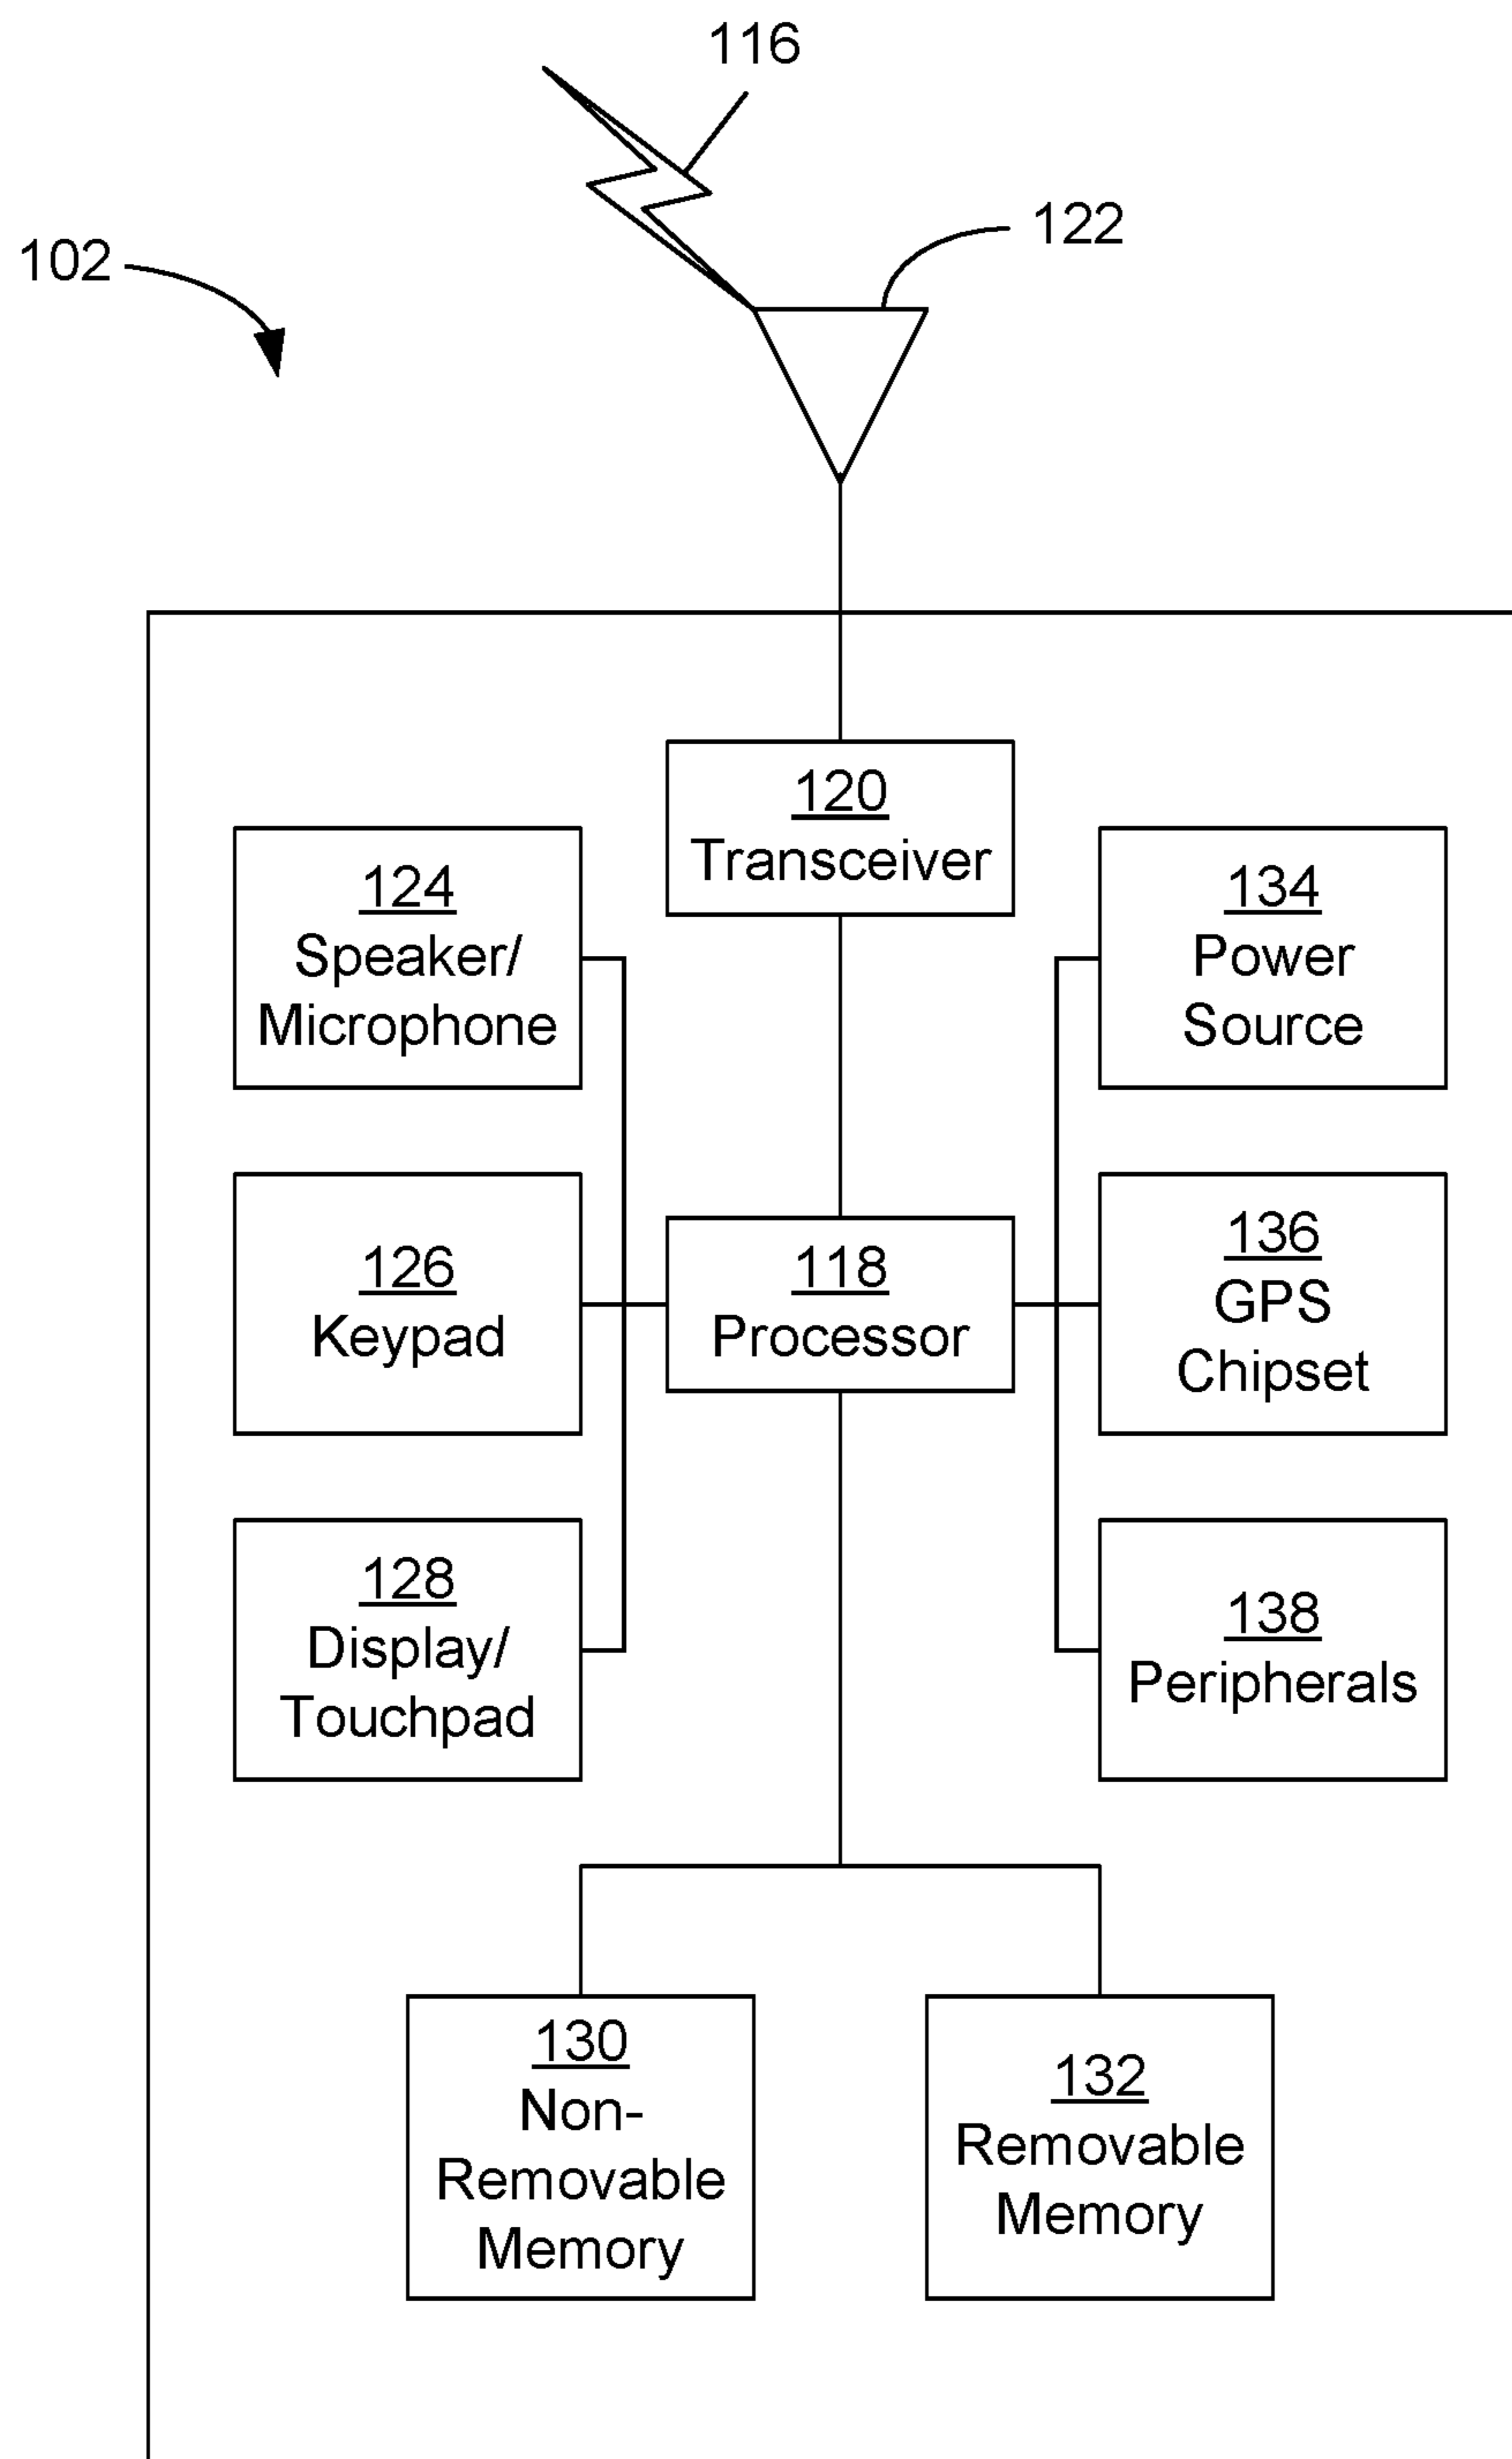 116
122
102
120
Transceiver
124
Speaker/
Microphone
134
Power
Source
126
Keypad
118
Processor
136
GPS
Chipset
128
Display/
Touchpad
138
Peripherals
130
Non-
Removable
Memory
132
Removable
Memory